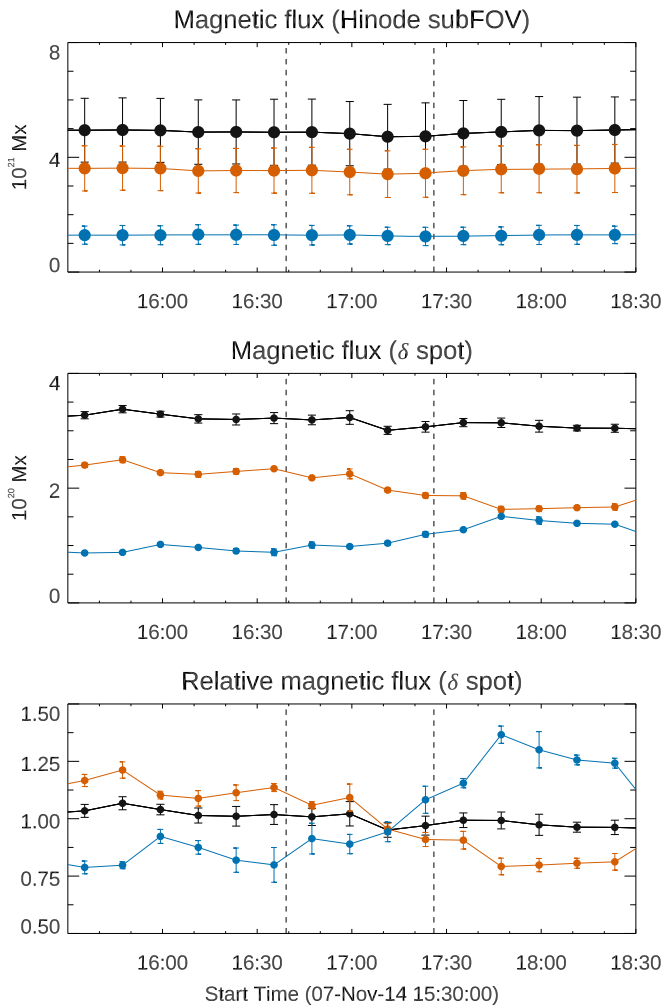 Magnetic flux (Hinode subFOV)
8
4
0
10²¹ Mx
16:00 16:30 17:00 17:30 18:00 18:30
Magnetic flux (δ spot)
4
2
0
10²⁰ Mx
16:00 16:30 17:00 17:30 18:00 18:30
Relative magnetic flux (δ spot)
1.50
1.25
1.00
0.75
0.50
16:00 16:30 17:00 17:30 18:00 18:30
Start Time (07-Nov-14 15:30:00)